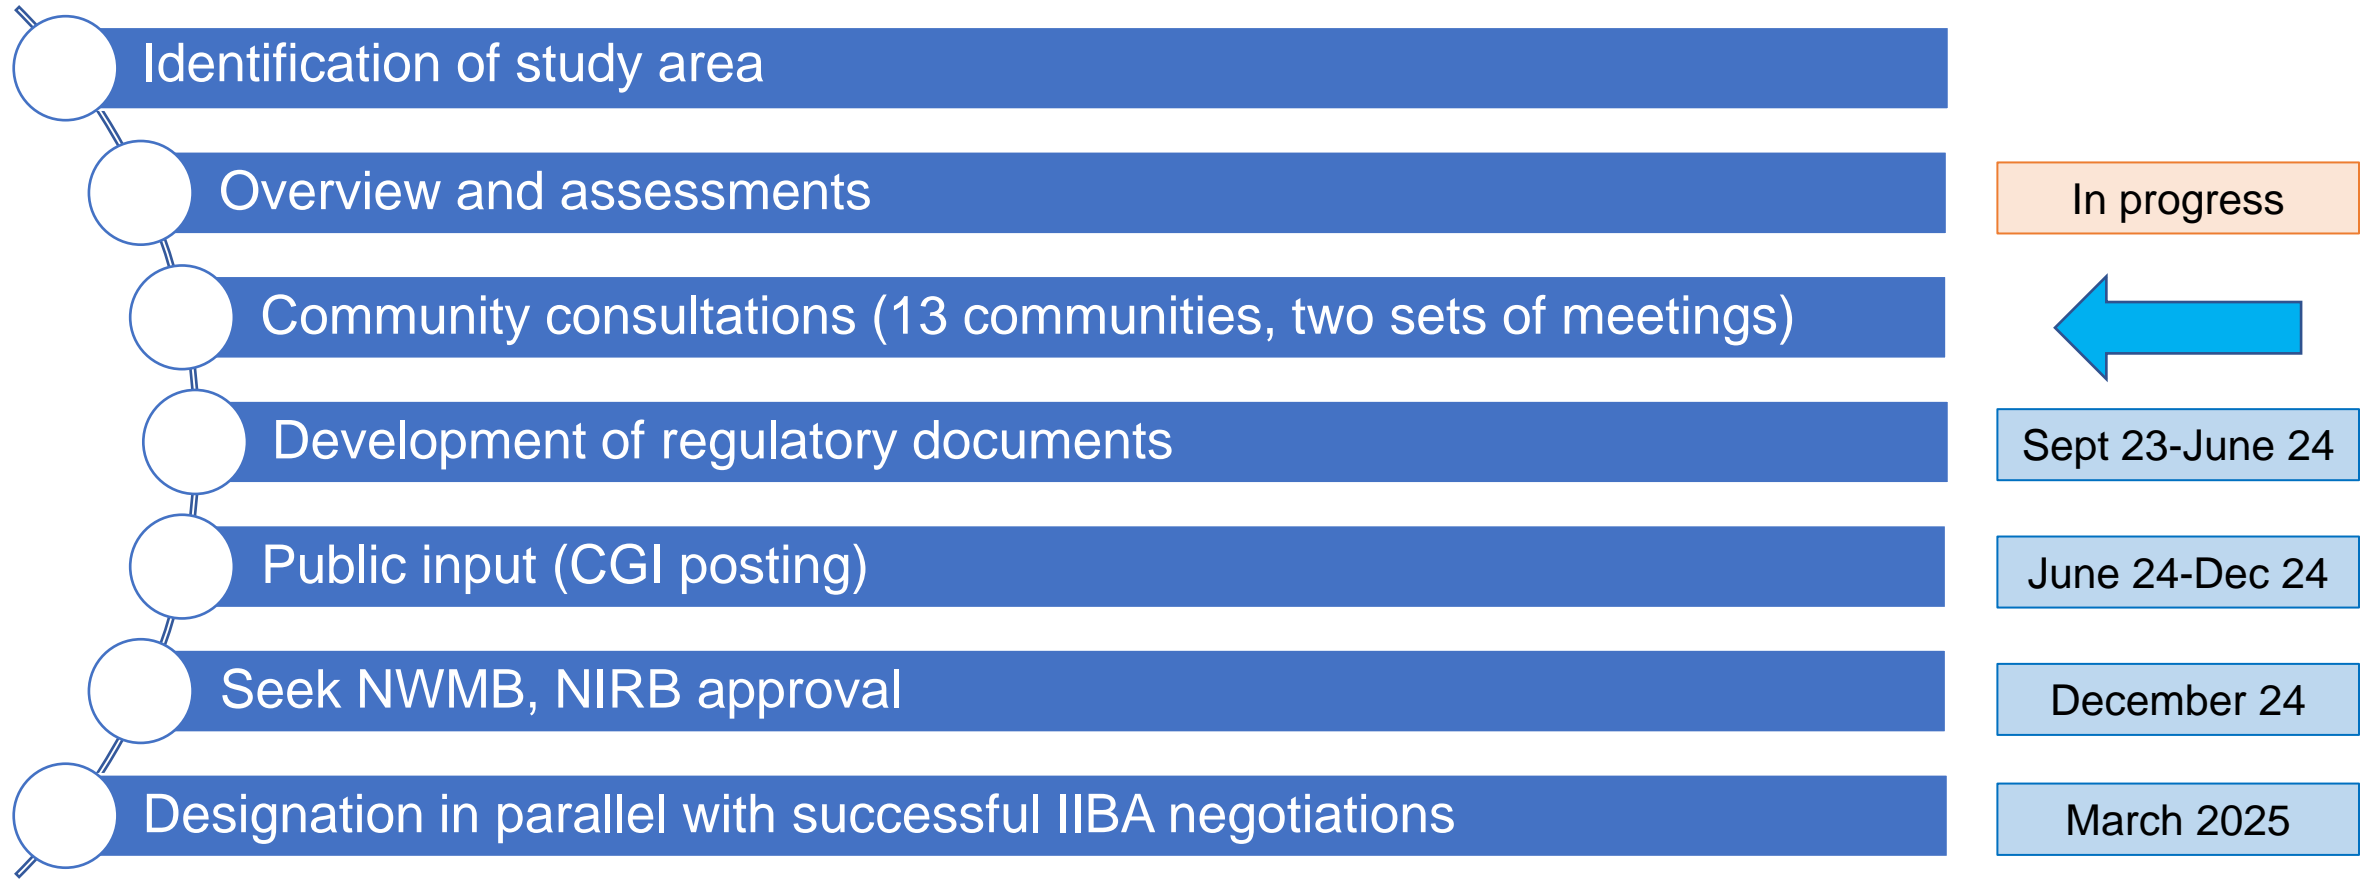 Identification of study area
Overview and assessments
In progress
Community consultations (13 communities, two sets of meetings)
Development of regulatory documents
Sept 23-June 24
Public input (CGI posting)
June 24-Dec 24
Seek NWMB, NIRB approval
December 24
Designation in parallel with successful IIBA negotiations
March 2025